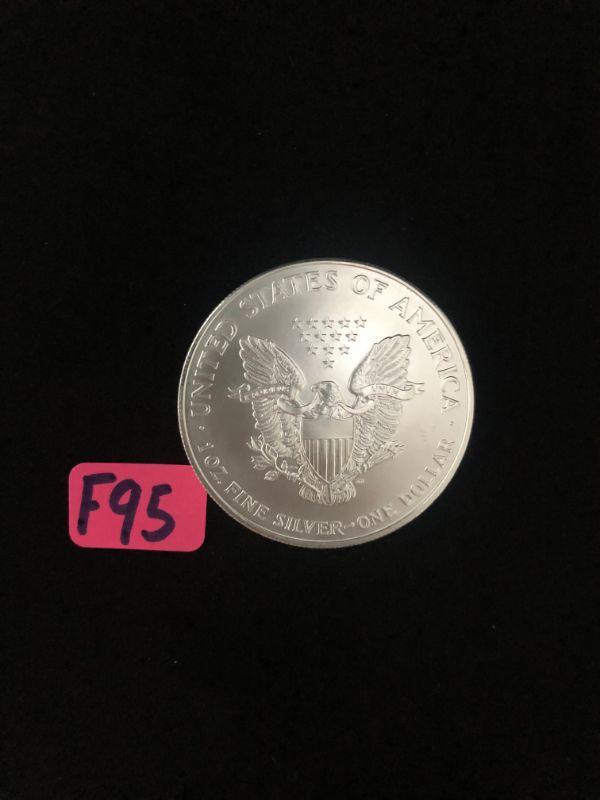 UNITED STATES OF AMERICA
1 OZ. FINE SILVER~ONE DOLLAR
F95